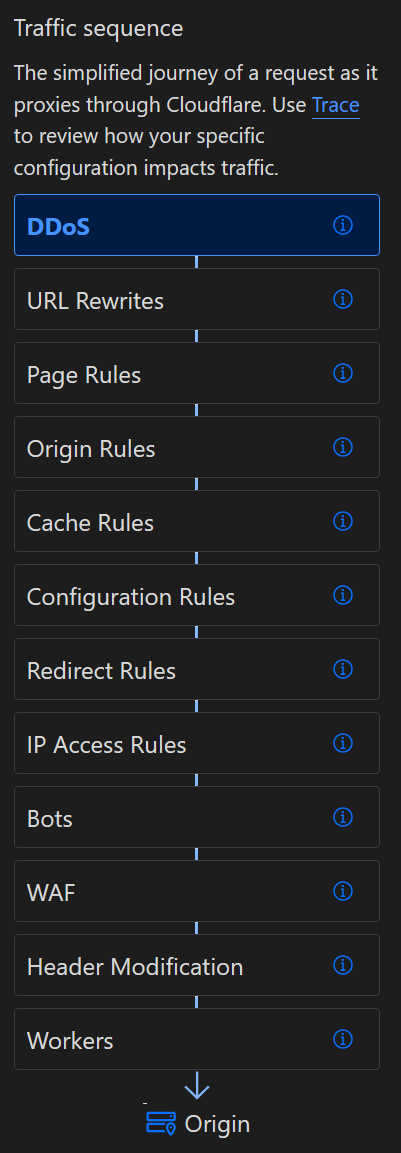 Traffic sequence
The simplified journey of a request as it
proxies through Cloudflare. Use Trace
to review how your specific
configuration impacts traffic.
DDoS
URL Rewrites
Page Rules
Origin Rules
Cache Rules
Configuration Rules
Redirect Rules
IP Access Rules
Bots
WAF
Header Modification
Workers
Origin